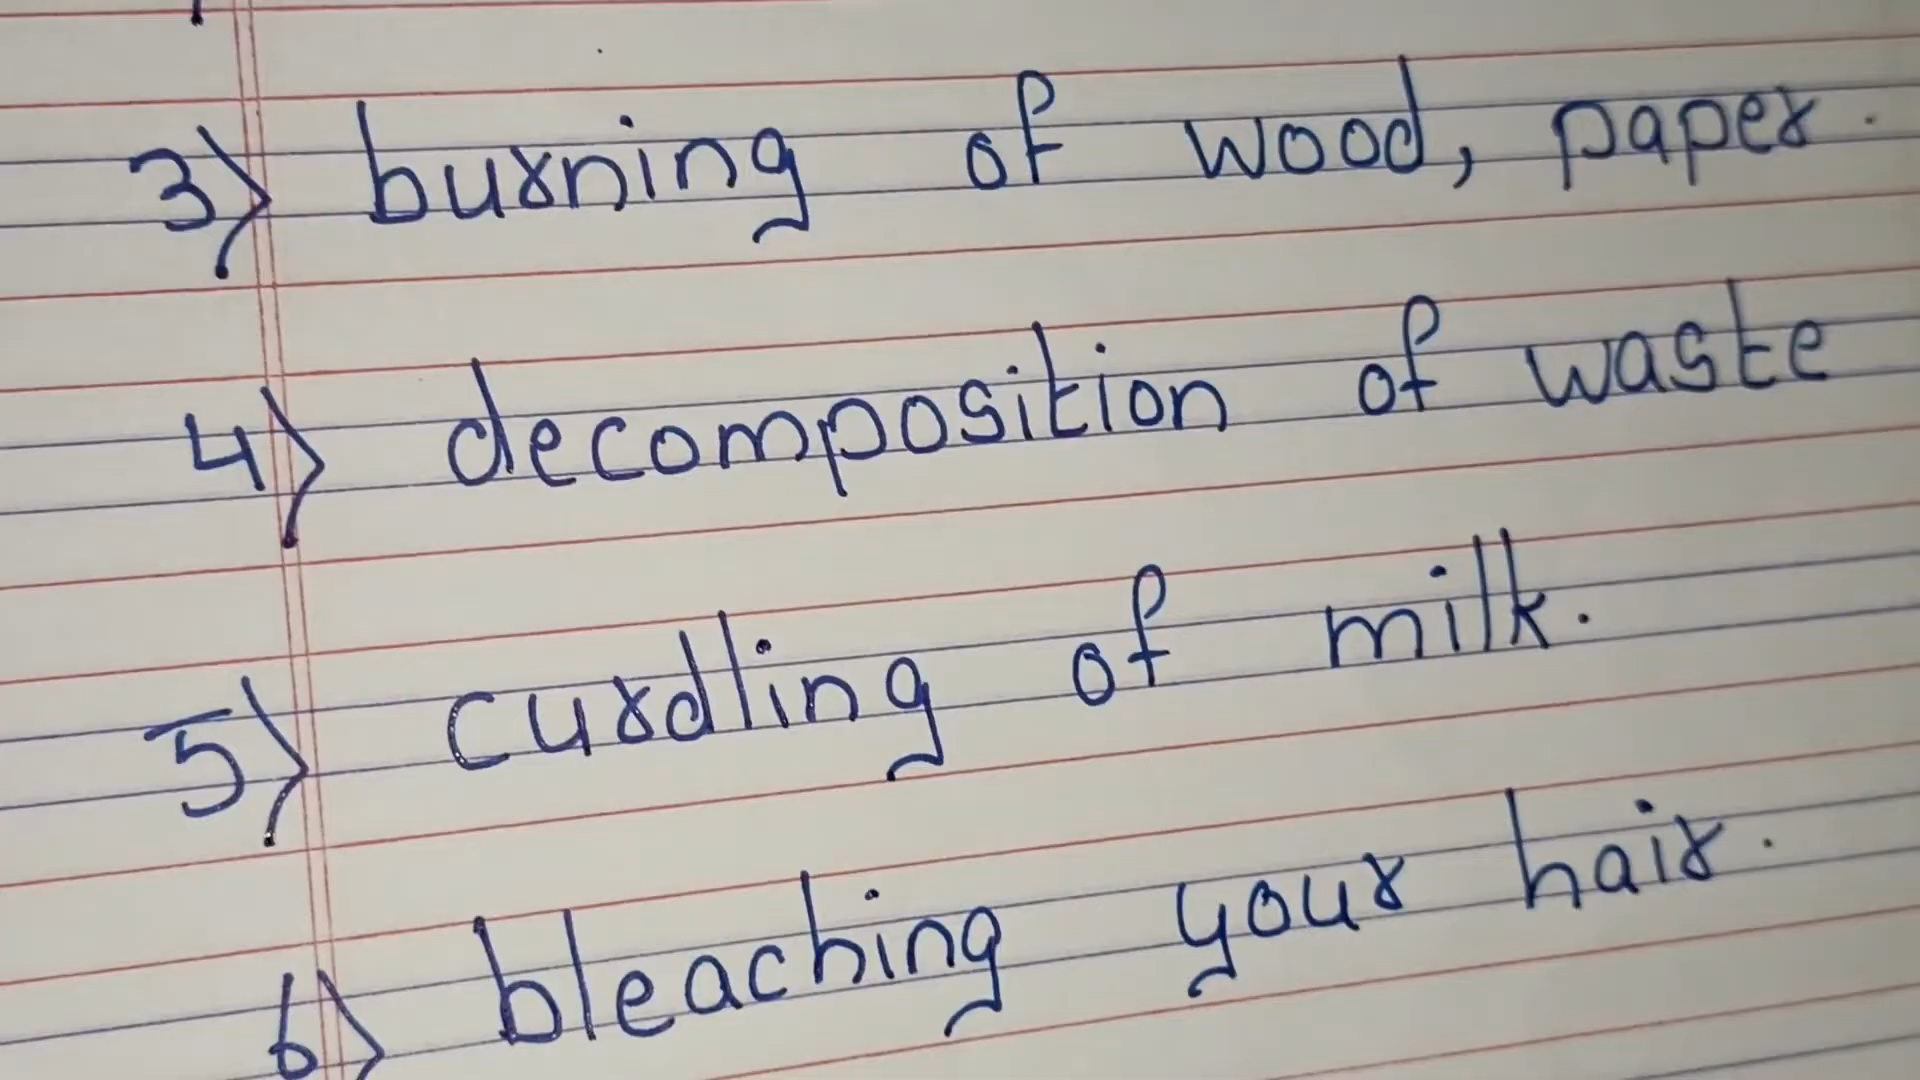 3) burning of wood, paper.
4) decomposition of waste
5) curdling of milk.
6) bleaching your hair.